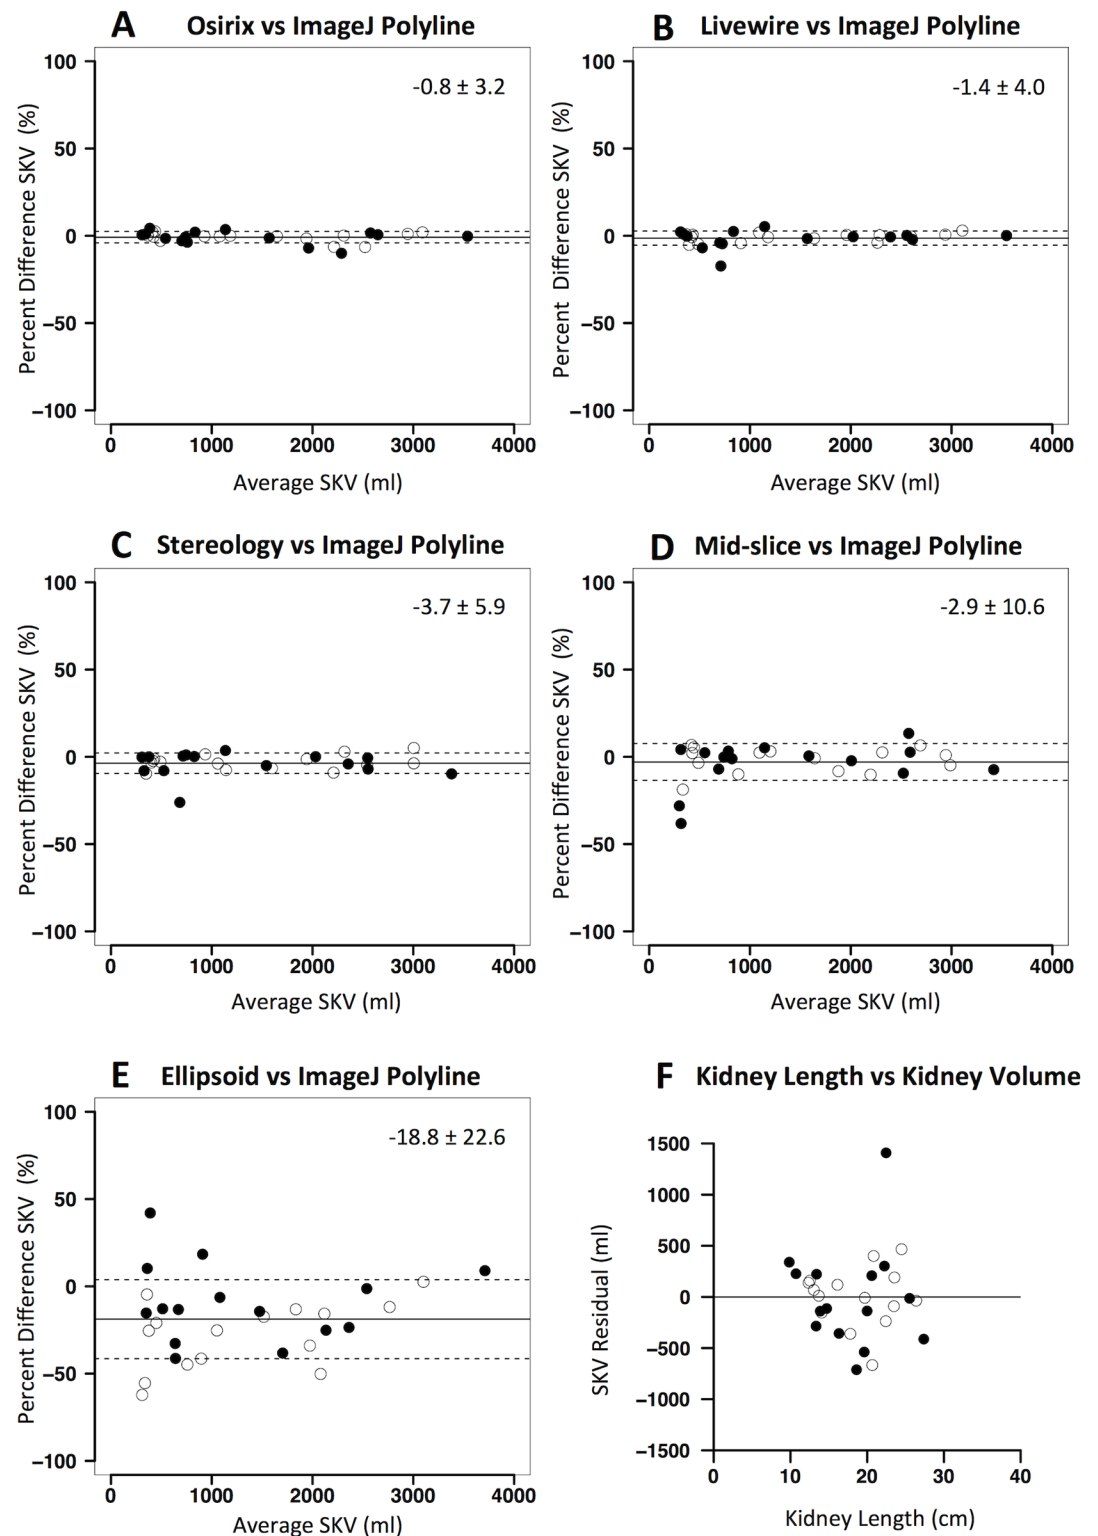 A Osirix vs ImageJ Polyline
100
-0.8 ± 3.2
50
0
−50
−100
Percent Difference SKV (%)
0 1000 2000 3000 4000
Average SKV (ml)
B Livewire vs ImageJ Polyline
100
-1.4 ± 4.0
50
0
−50
−100
Percent Difference SKV (%)
0 1000 2000 3000 4000
Average SKV (ml)
C Stereology vs ImageJ Polyline
100
-3.7 ± 5.9
50
0
−50
−100
Percent Difference SKV (%)
0 1000 2000 3000 4000
Average SKV (ml)
D Mid-slice vs ImageJ Polyline
100
-2.9 ± 10.6
50
0
−50
−100
Percent Difference SKV (%)
0 1000 2000 3000 4000
Average SKV (ml)
E Ellipsoid vs ImageJ Polyline
100
-18.8 ± 22.6
50
0
−50
−100
Percent Difference SKV (%)
0 1000 2000 3000 4000
Average SKV (ml)
F Kidney Length vs Kidney Volume
1500
1000
500
0
−500
−1000
−1500
SKV Residual (ml)
0 10 20 30 40
Kidney Length (cm)